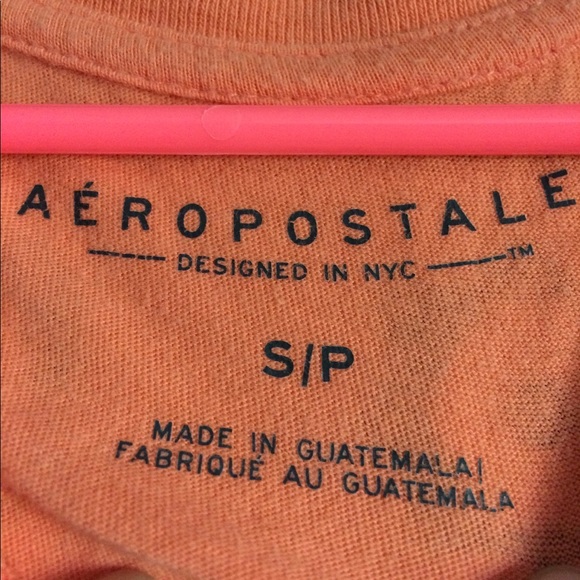 AÉROPOSTALE
DESIGNED IN NYC ™
S/P
MADE IN GUATEMALA/
FABRIQUÉ AU GUATEMALA